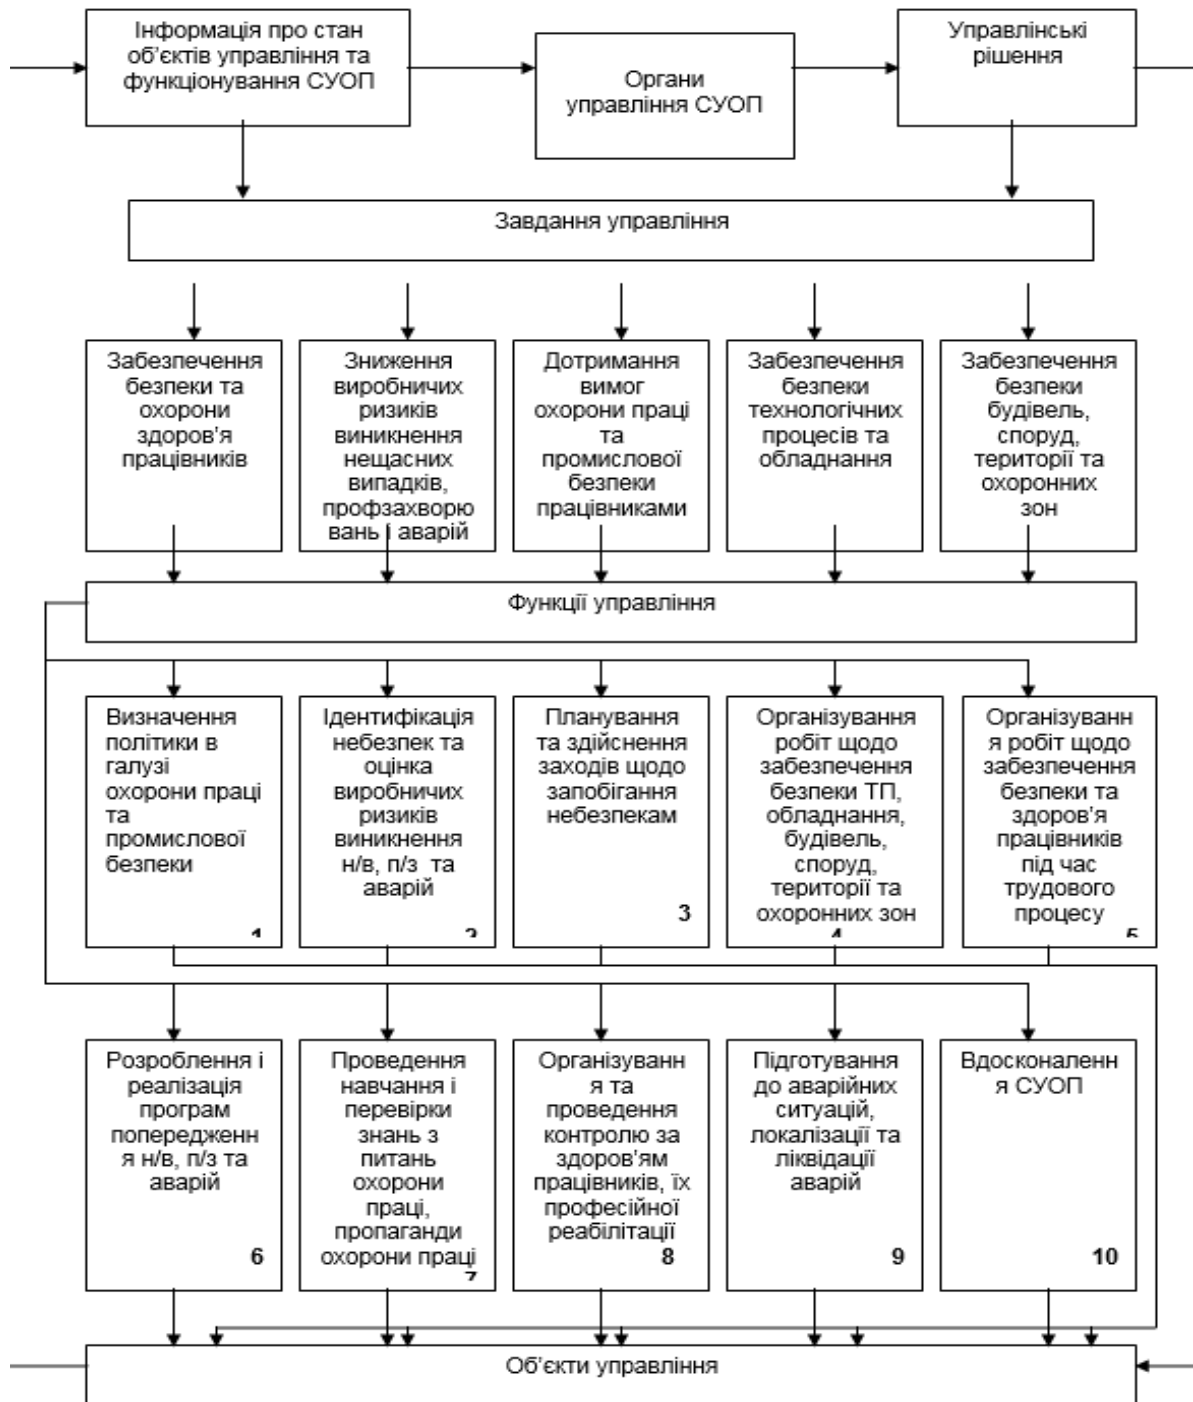 Інформація про стан
об’єктів управління та
функціонування СУОП
Органи
управління СУОП
Управлінські
рішення
Завдання управління
Забезпечення
безпеки та
охорони
здоров’я
працівників
Зниження
виробничих
ризиків
виникнення
нещасних
випадків,
профзахворю
вань і аварій
Дотримання
вимог
охорони праці
та
промислової
безпеки
працівниками
Забезпечення
безпеки
технологічних
процесів та
обладнання
Забезпечення
безпеки
будівель,
споруд,
території та
охоронних
зон
Функції управління
Визначення
політики в
галузі
охорони праці
та
промислової
безпеки
1
Ідентифікація
небезпек та
оцінка
виробничих
ризиків
виникнення
н/в, п/з та
аварій
2
Планування
та здійснення
заходів щодо
запобігання
небезпекам
3
Організування
робіт щодо
забезпечення
безпеки ТП,
обладнання,
будівель,
споруд,
території та
охоронних зон
4
Організуванн
я робіт щодо
забезпечення
безпеки та
здоров’я
працівників
під час
трудового
процесу
5
Розроблення і
реалізація
програм
попередженн
я н/в, п/з та
аварій
6
Проведення
навчання і
перевірки
знань з
питань
охорони
праці,
пропаганди
охорони праці
7
Організуванн
я та
проведення
контролю за
здоров’ям
працівників, їх
професійної
реабілітації
8
Підготування
до аварійних
ситуацій,
локалізації та
ліквідації
аварій
9
Вдосконаленн
я СУОП
10
Об’єкти управління